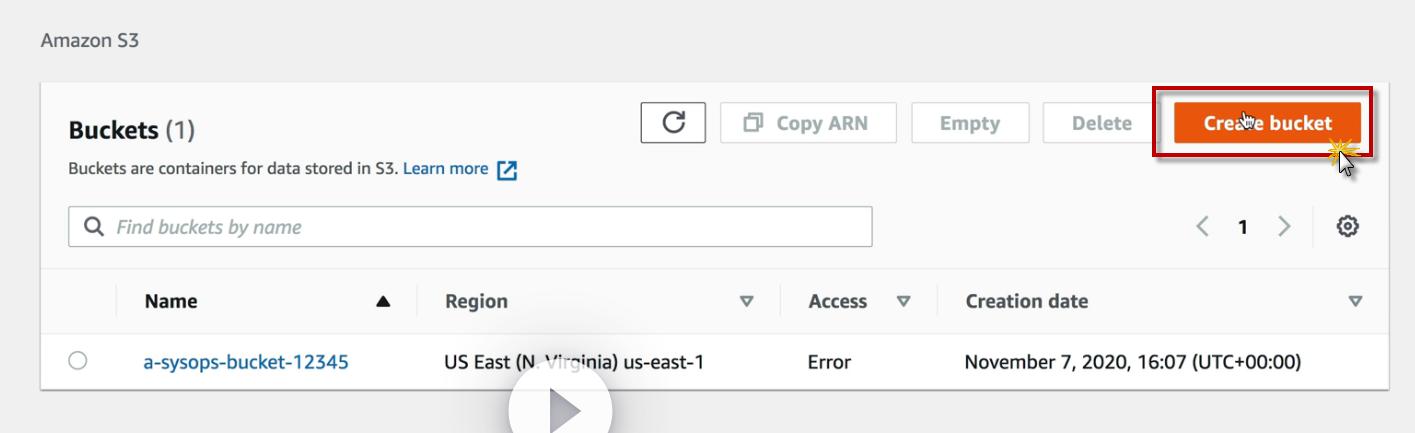 Amazon S3
Buckets (1)
Copy ARN
Empty
Delete
Create bucket
Buckets are containers for data stored in S3. Learn more
Find buckets by name
1
Name
Region
Access
Creation date
a-sysops-bucket-12345
US East (N. Virginia) us-east-1
Error
November 7, 2020, 16:07 (UTC+00:00)